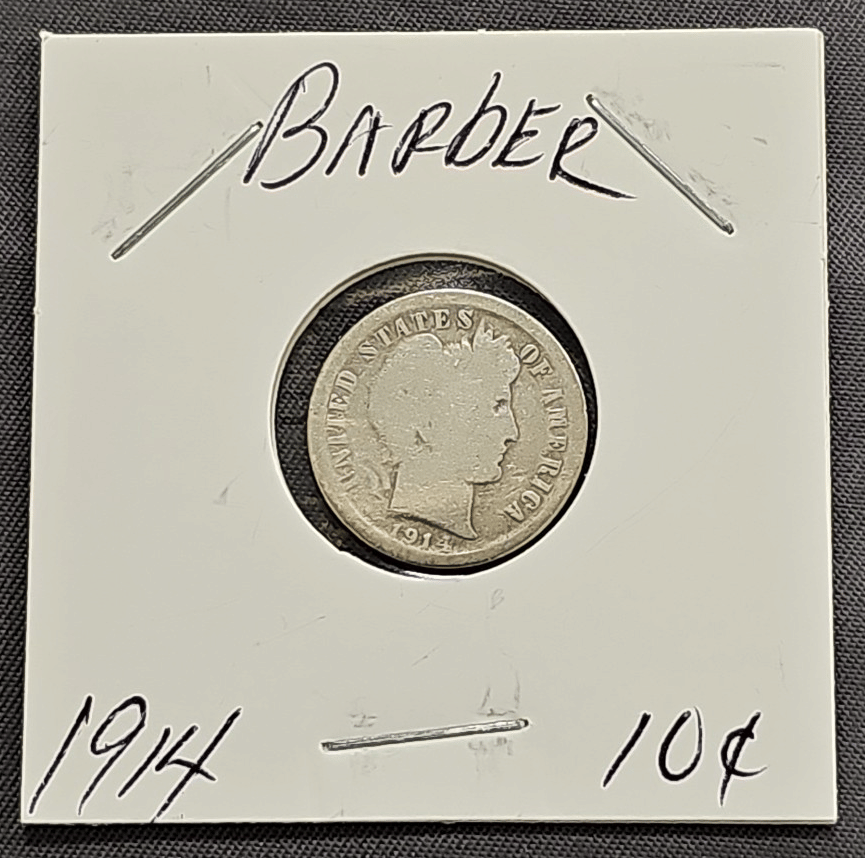 BARBER
UNITED STATES OF AMERICA
1914
1914 10¢